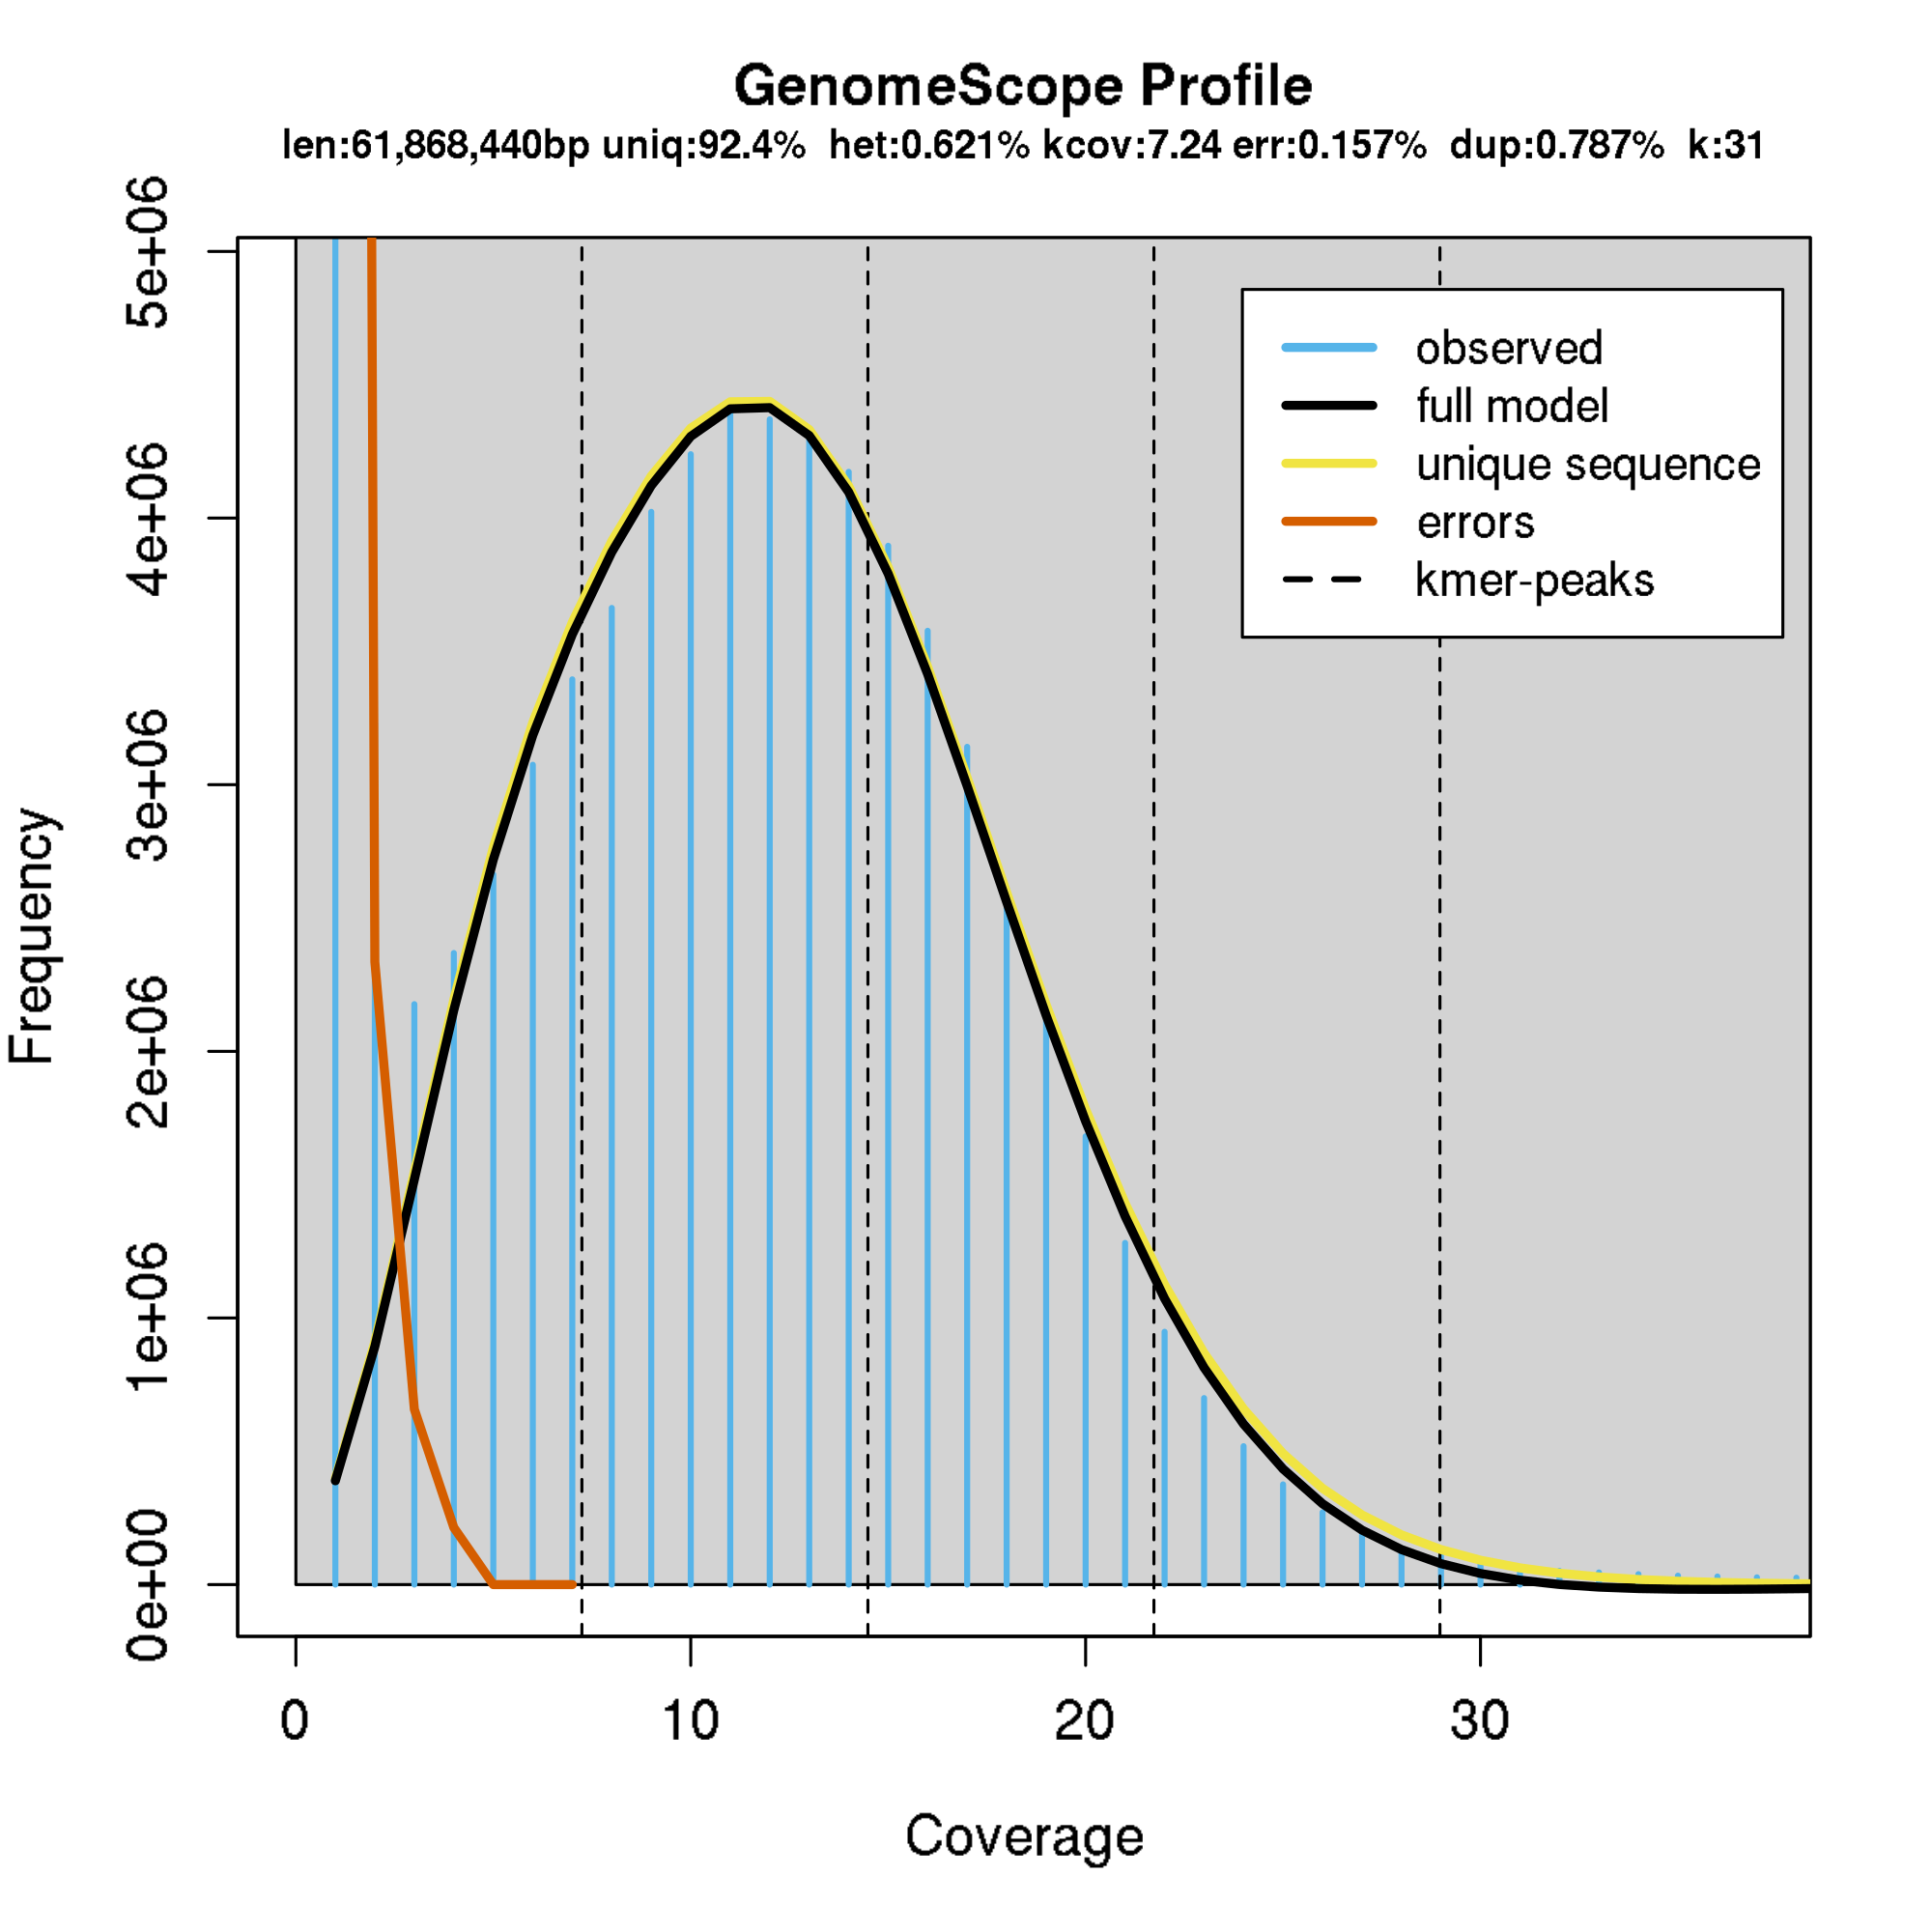 GenomeScope Profile
len:61,868,440bp uniq:92.4% het:0.621% kcov:7.24 err:0.157% dup:0.787% k:31
5e+06
4e+06
3e+06
2e+06
1e+06
0e+00
Frequency
observed
full model
unique sequence
errors
kmer-peaks
0
10
20
30
Coverage